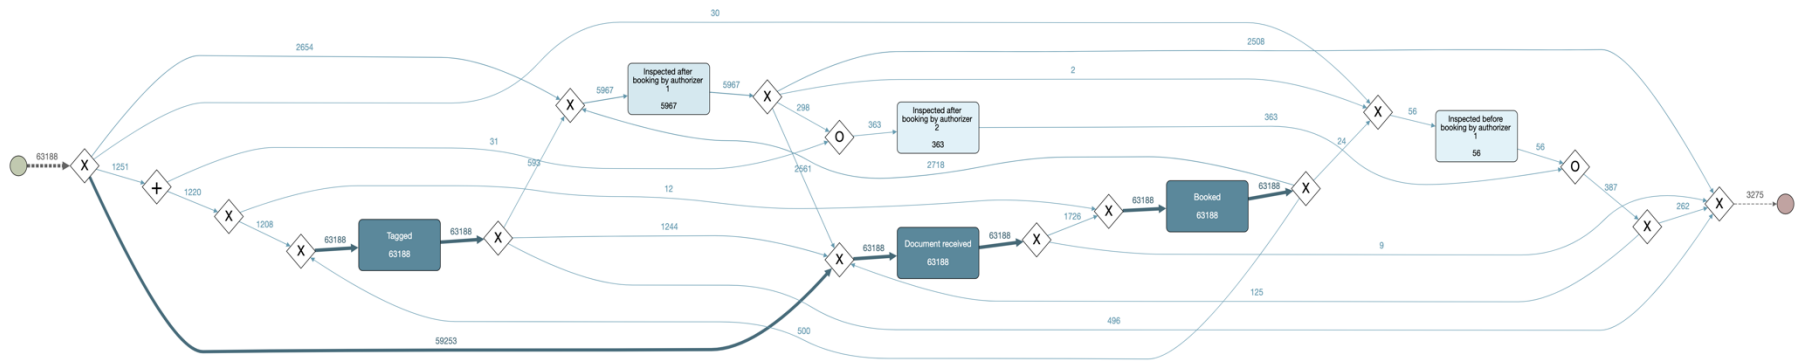 30
2654
2508
Inspected after
booking by authorizer
1
5967
5967
5967
X
X
2
298
X
56
Inspected after
booking by authorizer
2
363
363
363
O
Inspected before
booking by authorizer
1
56
31
24
56
63188
X
1251
593
2561
2718
O
+
1220
12
X
387
Booked
63188
63188
63188
X
1208
1726
X
X
262
3275
Tagged
63188
63188
63188
X
X
1244
63188
Document received
63188
63188
X
X
9
X
125
496
500
59253